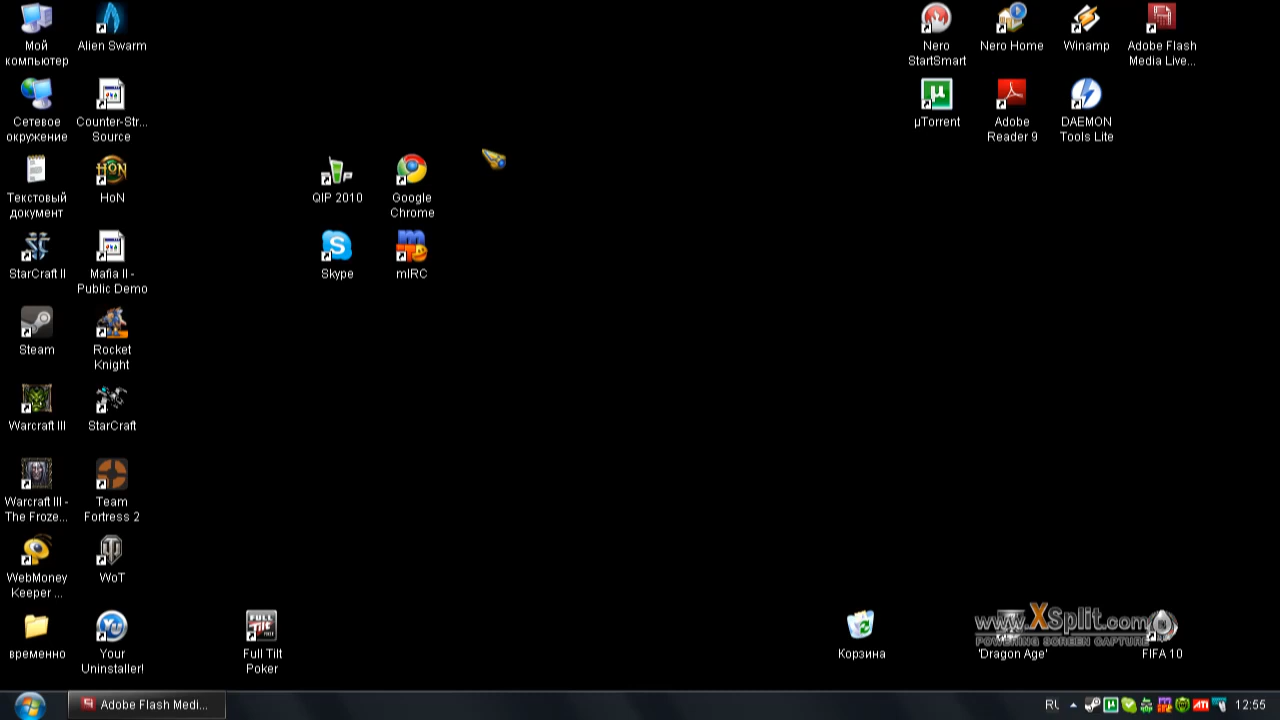 Мой
компьютер
Alien Swarm
Nero
StartSmart
Nero Home
Winamp
Adobe Flash
Media Live...
Сетевое
окружение
Counter-Str...
Source
µTorrent
Adobe
Reader 9
DAEMON
Tools Lite
Текстовый
документ
HoN
QIP 2010
Google
Chrome
StarCraft II
Mafia II -
Public Demo
Skype
mIRC
Steam
Rocket
Knight
Warcraft III
StarCraft
Warcraft III -
The Froze...
Team
Fortress 2
WebMoney
Keeper ...
WoT
временно
Your
Uninstaller!
Full Tilt
Poker
Корзина
www.XSplit.com
POWERING SCREEN CAPTURE
'Dragon Age'
FIFA 10
Adobe Flash Medi...
RU
12:55